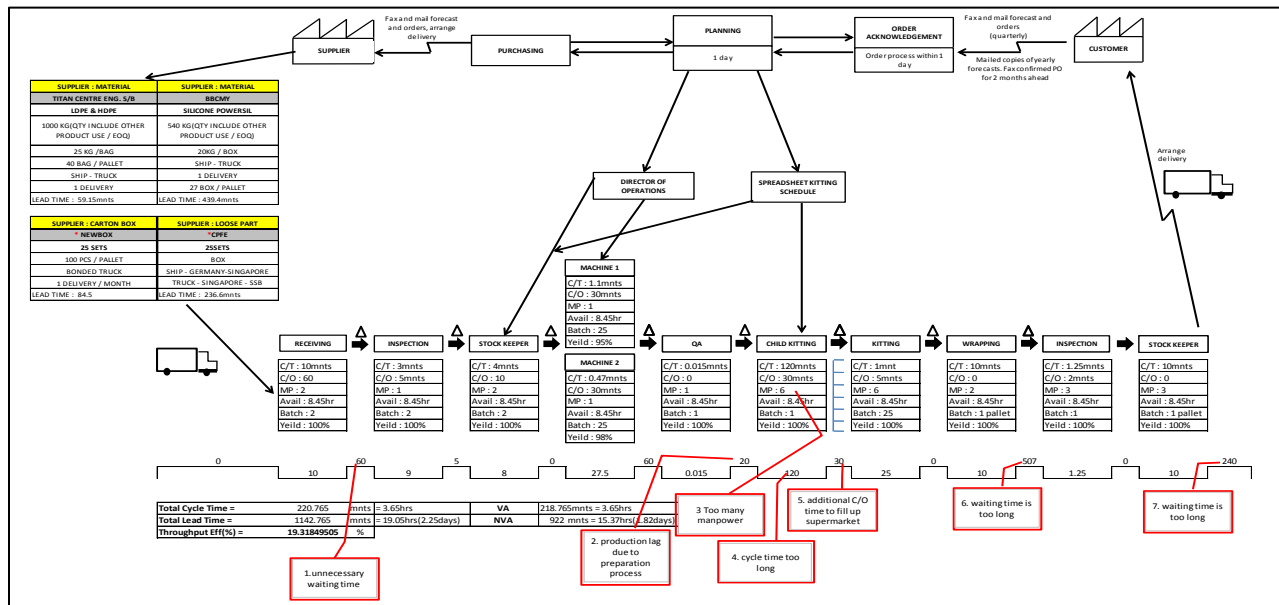 Fax and mail forecast
and orders, arrange
delivery
SUPPLIER
PURCHASING
PLANNING
1 day
ORDER
ACKNOWLEDGEMENT
Order process within 1
day
Fax and mail forecast and
orders
(quarterly)
Mailed copies of yearly
forecasts. Fax confirmed PO
for 2 months ahead
CUSTOMER
SUPPLIER : MATERIAL
TITAN CENTRE ENG. S/B
LDPE & HDPE
1000 KG(QTY INCLUDE OTHER
PRODUCT USE / EOQ)
25 KG /BAG
40 BAG / PALLET
SHIP - TRUCK
1 DELIVERY
LEAD TIME : 59.15mnts
SUPPLIER : MATERIAL
BBCMY
SILICONE POWERSIL
540 KG(QTY INCLUDE OTHER
PRODUCT USE / EOQ)
20KG / BOX
SHIP - TRUCK
1 DELIVERY
27 BOX / PALLET
LEAD TIME : 439.4mnts
SUPPLIER : CARTON BOX
* NEWBOX
25 SETS
100 PCS / PALLET
BONDED TRUCK
1 DELIVERY / MONTH
LEAD TIME : 84.5
SUPPLIER : LOOSE PART
*CPFE
25SETS
BOX
SHIP - GERMANY-SINGAPORE
TRUCK - SINGAPORE - SSB
LEAD TIME : 236.6mnts
DIRECTOR OF
OPERATIONS
SPREADSHEET KITTING
SCHEDULE
Arrange
delivery
RECEIVING
C/T : 10mnts
C/O : 60
MP : 2
Avail : 8.45hr
Batch : 2
Yeild : 100%
INSPECTION
C/T : 3mnts
C/O : 5mnts
MP : 1
Avail : 8.45hr
Batch : 2
Yeild : 100%
STOCK KEEPER
C/T : 4mnts
C/O : 10
MP : 2
Avail : 8.45hr
Batch : 2
Yeild : 100%
MACHINE 1
C/T : 1.1mnts
C/O : 30mnts
MP : 1
Avail : 8.45hr
Batch : 25
Yeild : 95%
MACHINE 2
C/T : 0.47mnts
C/O : 30mnts
MP : 1
Avail : 8.45hr
Batch : 25
Yeild : 98%
QA
C/T : 0.015mnts
C/O : 0
MP : 1
Avail : 8.45hr
Batch : 1
Yeild : 100%
CHILD KITTING
C/T : 120mnts
C/O : 30mnts
MP : 6
Avail : 8.45hr
Batch : 1
Yeild : 100%
KITTING
C/T : 1mnt
C/O : 5mnts
MP : 6
Avail : 8.45hr
Batch : 25
Yeild : 100%
WRAPPING
C/T : 10mnts
C/O : 0
MP : 2
Avail : 8.45hr
Batch : 1 pallet
Yeild : 100%
INSPECTION
C/T : 1.25mnts
C/O : 2mnts
MP : 3
Avail : 8.45hr
Batch :1
Yeild : 100%
STOCK KEEPER
C/T : 10mnts
C/O : 0
MP : 3
Avail : 8.45hr
Batch : 1 pallet
Yeild : 100%
0 60 5 0 60 20 30 0 507 0 240
10 9 8 27.5 0.015 120 25 10 1.25 10
Total Cycle Time = 220.765 mnts = 3.65hrs VA 218.765mnts = 3.65hrs
Total Lead Time = 1142.765 mnts = 19.05hrs(2.25days) NVA 922 mnts = 15.37hrs(1.82days)
Throughput Eff(%) = 19.31849505 %
1.unnecessary
waiting time
2. production lag
due to
preparation
process
3 Too many
manpower
4. cycle time too
long
5. additional C/O
time to fill up
supermarket
6. waiting time is
too long
7. waiting time is
too long